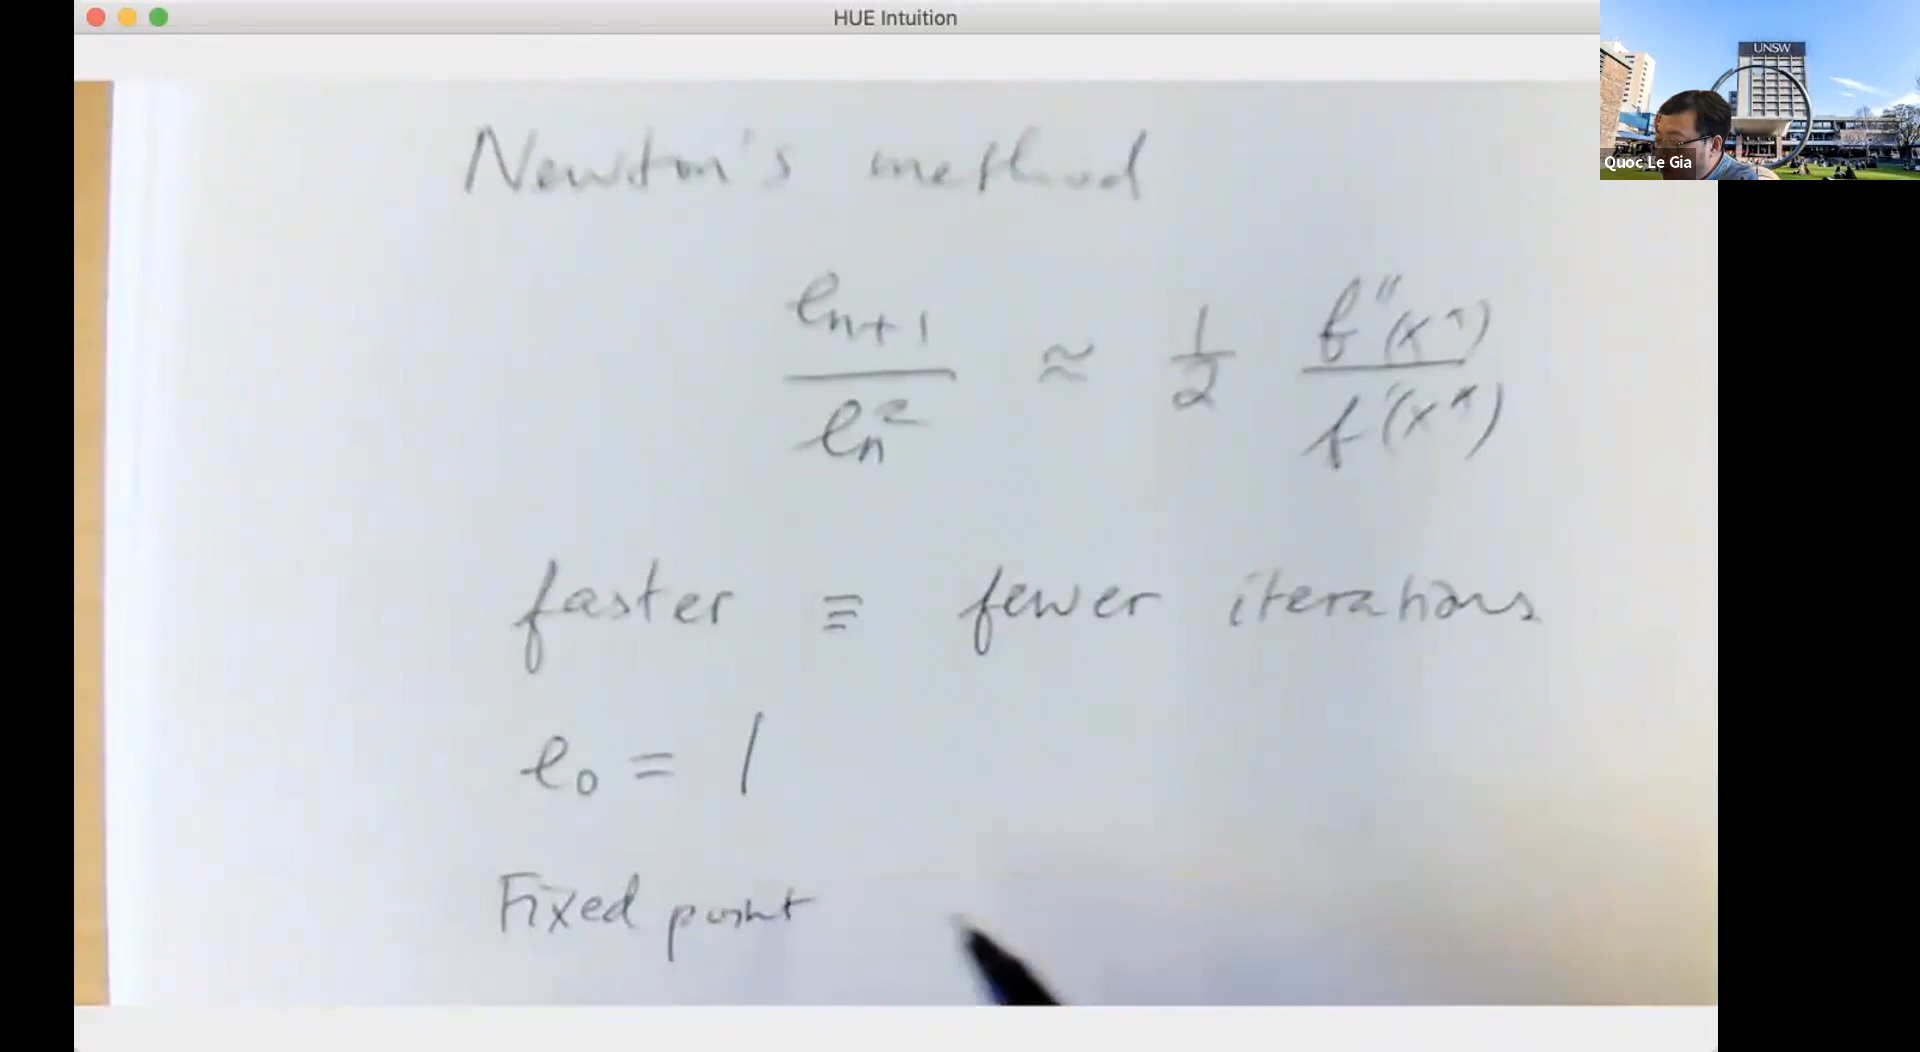 HUE Intuition
UNSW
Quoc Le Gia
Newton's method
e_{n+1} / e_n^2 ≈ 1/2 f''(x*) / f'(x*)
faster ≡ fewer iterations
e_0 = 1
Fixed point